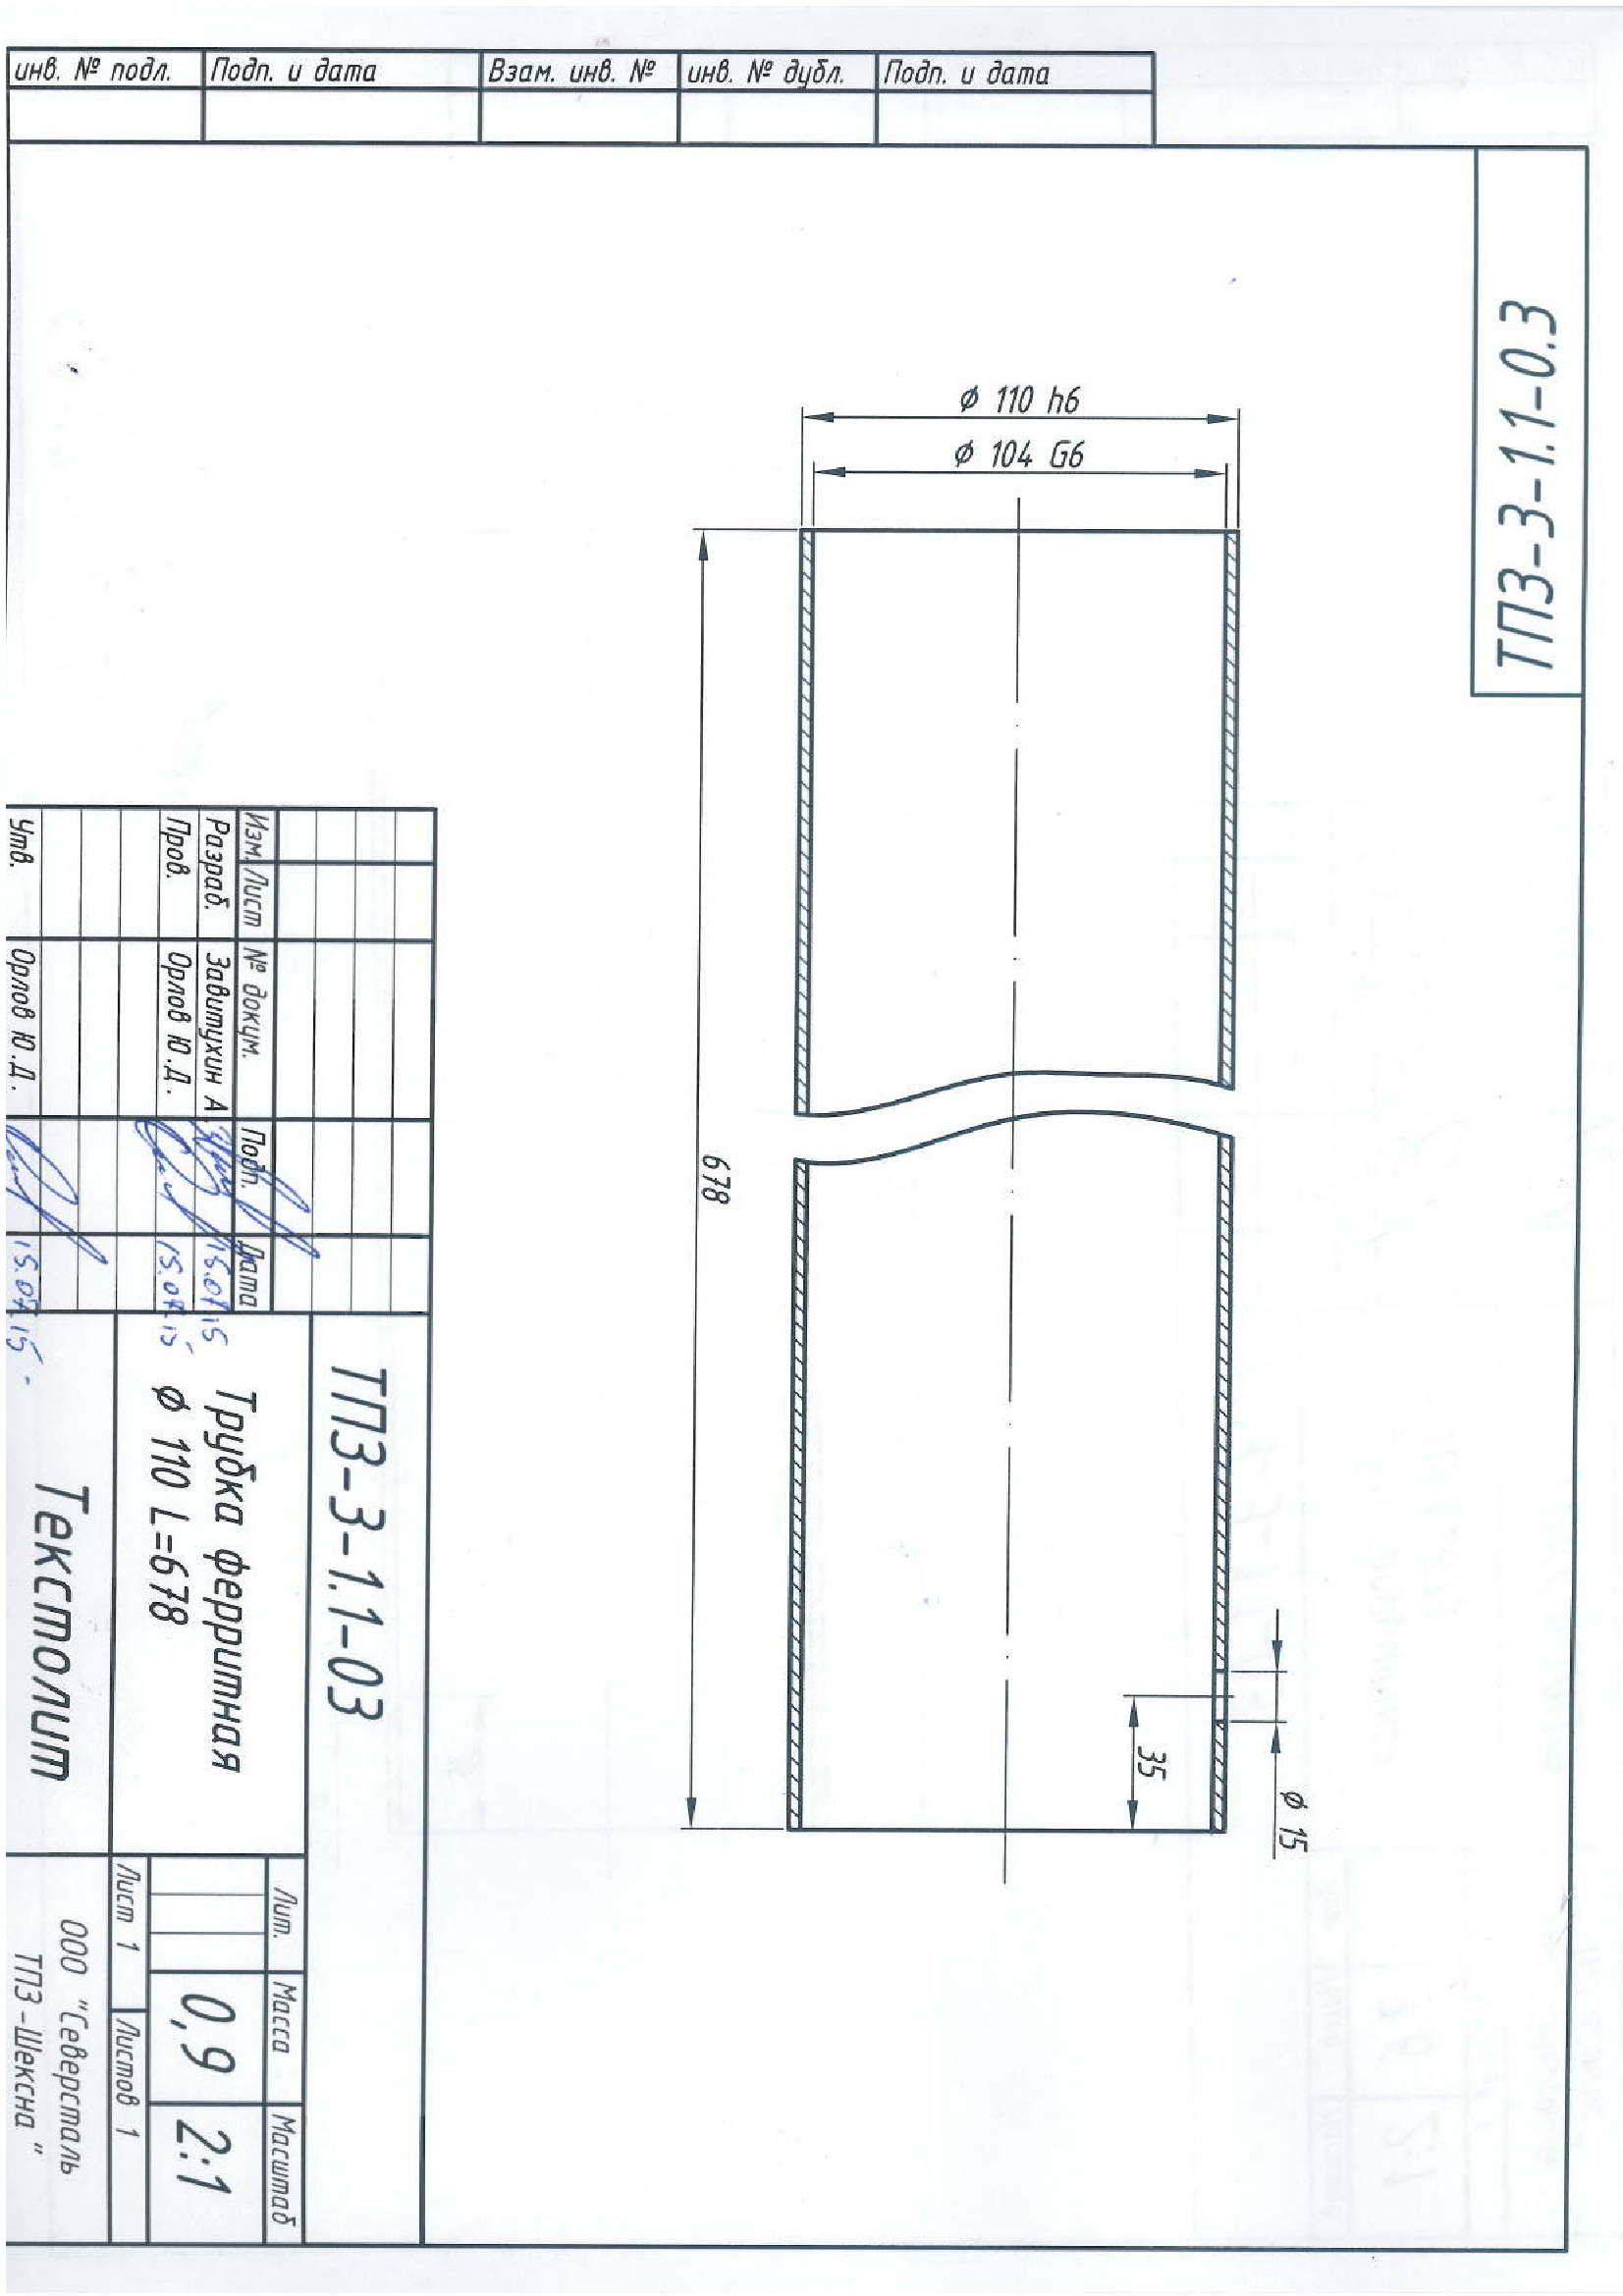 ТПЗ-3-1.1-0.3
φ 15
35
φ 110 h6
φ 104 G6
678
Подп. и дата
инв. № дубл.
Взам. инв. №
Подп. и дата
инв. № подл.
ТПЗ-3-1.1-03
Изм. Лист № докум. Подп. Дата
Разраб. Завитухин А 15.07.15
Пров. Орлов Ю.Д. 15.07.15
Утв. Орлов Ю.Д. 15.07.15
Трубка ферритная
φ 110 L=678
Текстолит
Лит. Масса Масштаб
0,9 2:1
Лист 1 Листов 1
ООО "Северсталь
ТПЗ -Шексна "